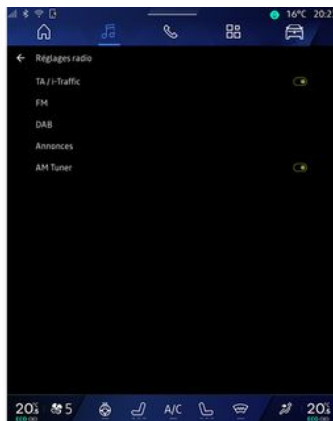 16°C 20:2
Réglages radio
TA / i-Traffic
FM
DAB
Annonces
AM Tuner
20.5 5 A/C 20.5
ECO ECO